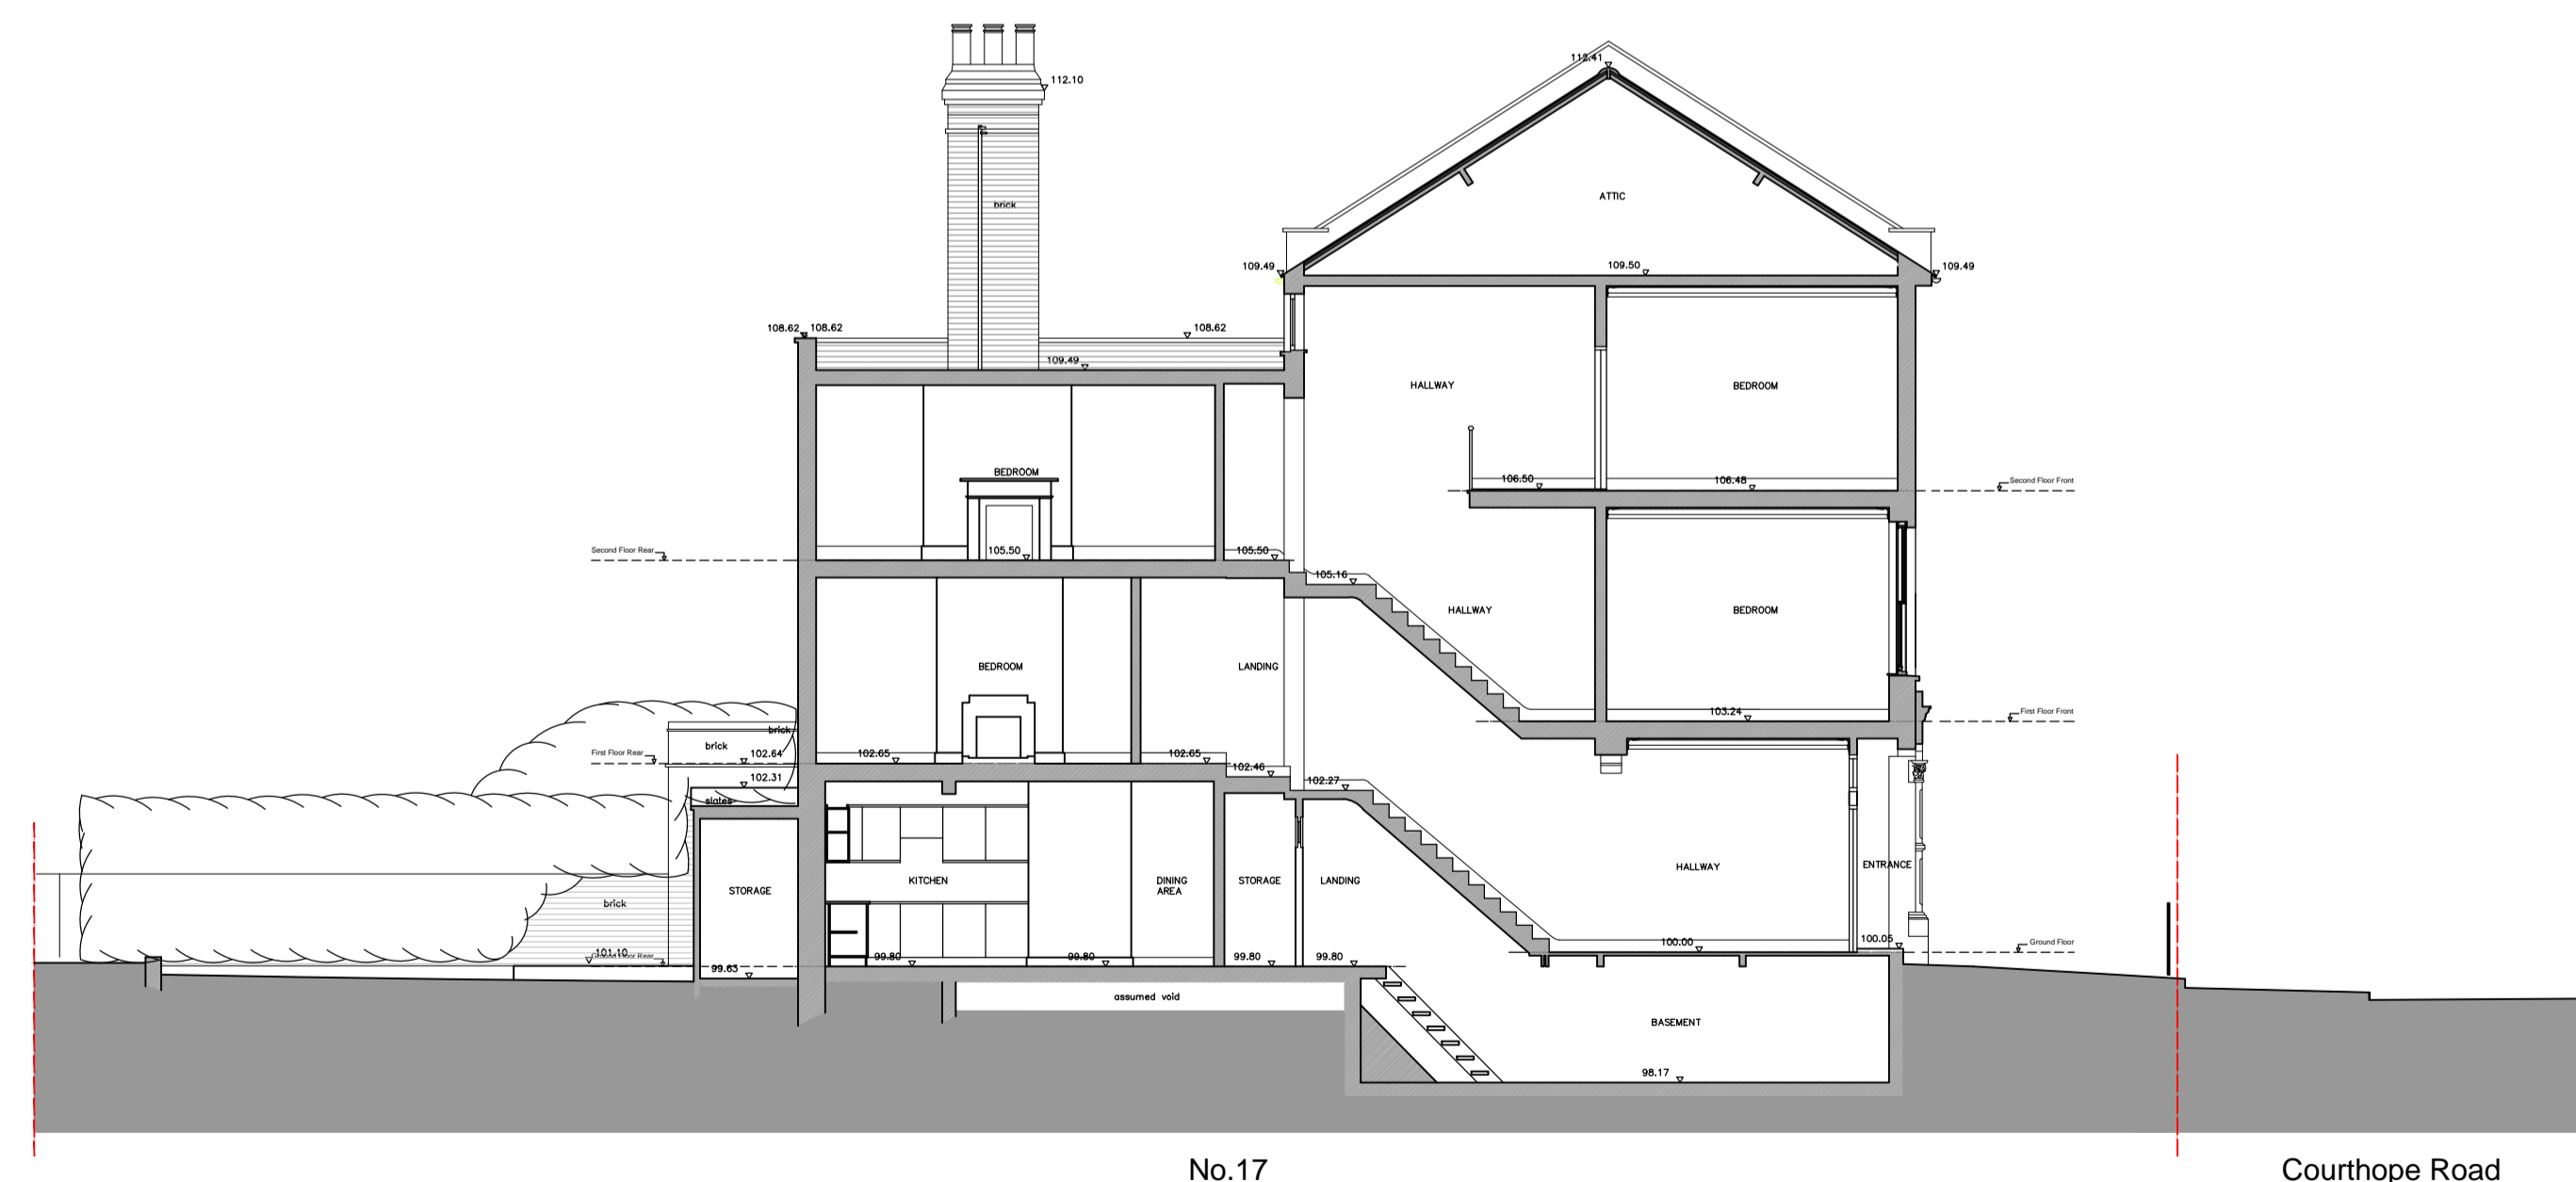 112.41
112.10
brick
ATTIC
109.49
109.50
109.49
108.62
108.62
108.62
109.49
HALLWAY
BEDROOM
BEDROOM
106.50
106.48
Second Floor Front
Second Floor Rear
105.50
105.50
105.16
HALLWAY
BEDROOM
BEDROOM
LANDING
103.24
First Floor Front
brick
brick
First Floor Rear
102.64
102.65
102.65
102.46
102.31
102.27
slates
STORAGE
KITCHEN
DINING
AREA
STORAGE
LANDING
HALLWAY
ENTRANCE
brick
100.00
100.05
Ground Floor
101.10
Ground Floor Rear
99.63
99.80
99.80
99.80
99.80
assumed void
BASEMENT
98.17
No.17
Courthope Road